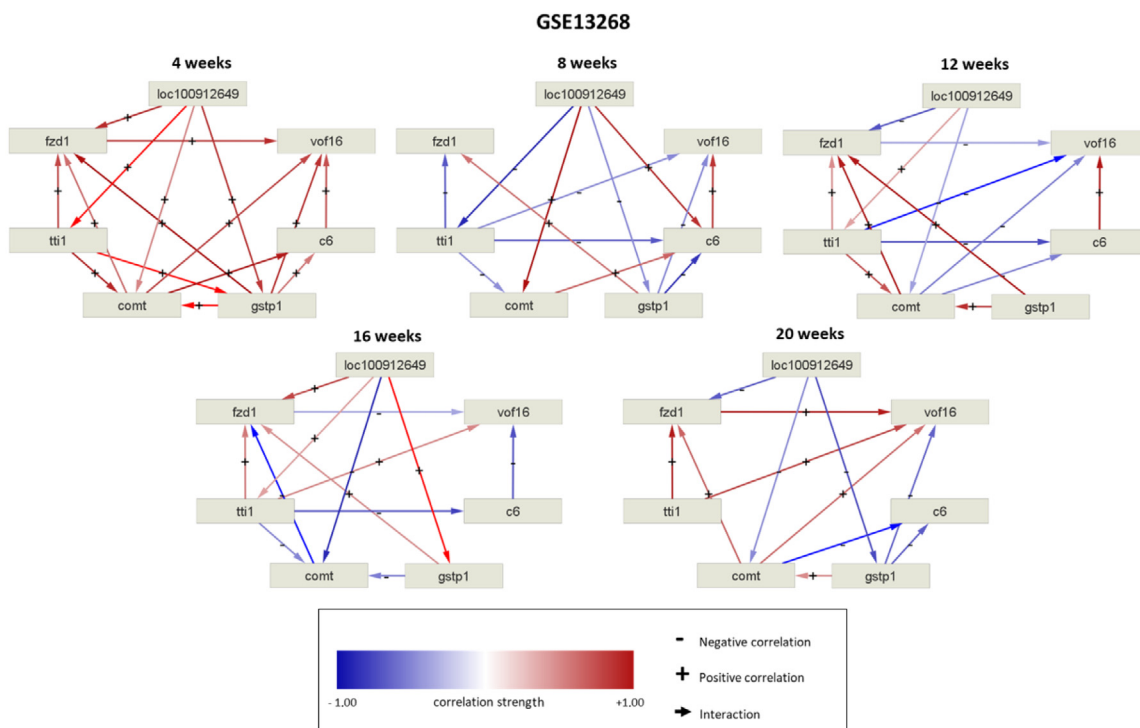 GSE13268
4 weeks
loc100912649
fzd1
vof16
tti1
c6
comt
gstp1
+
+
+
+
+
+
+
+
+
+
+
+
+
+
8 weeks
loc100912649
fzd1
vof16
tti1
c6
comt
gstp1
-
-
-
+
-
+
+
-
-
+
-
-
12 weeks
loc100912649
fzd1
vof16
tti1
c6
comt
gstp1
-
-
+
+
-
+
+
-
-
-
+
-
+
16 weeks
loc100912649
fzd1
vof16
tti1
c6
comt
gstp1
+
-
+
+
+
+
+
-
-
-
-
20 weeks
loc100912649
fzd1
vof16
tti1
c6
comt
gstp1
-
+
+
+
-
-
+
+
-
-
-
+
- 1,00
correlation strength
+1,00
- Negative correlation
+ Positive correlation
Interaction